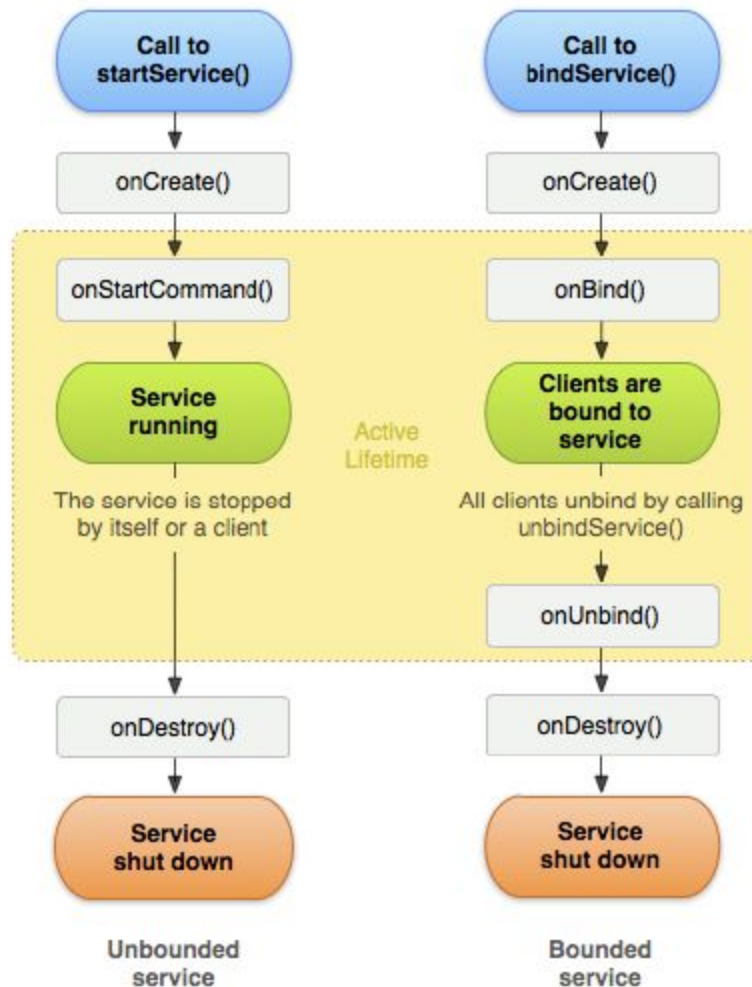 Call to
startService()
onCreate()
onStartCommand()
Service
running
The service is stopped
by itself or a client
onDestroy()
Service
shut down
Unbounded
service
Active
Lifetime
Call to
bindService()
onCreate()
onBind()
Clients are
bound to
service
All clients unbind by calling
unbindService()
onUnbind()
onDestroy()
Service
shut down
Bounded
service